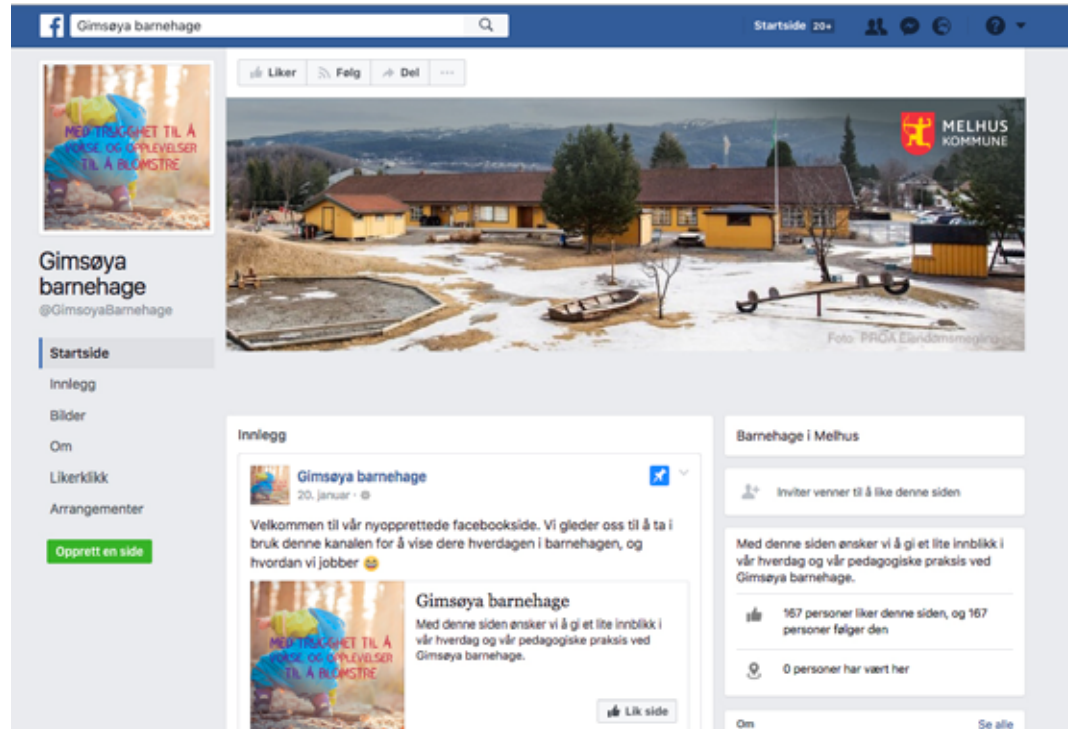 Gimsøya barnehage
Startside 20+
Liker
Følg
Del
MED TRYGGHET TIL Å
OG OPPLEVELSER
TIL Å BLOMSTRE
MELHUS
KOMMUNE
Foto: PROA Eiendomsmegling
Gimsøya
barnehage
@GimsoyaBarnehage
Startside
Innlegg
Bilder
Om
Likerklikk
Arrangementer
Opprett en side
Innlegg
Gimsøya barnehage
20. januar ·
Velkommen til vår nyopprettede facebookside. Vi gleder oss til å ta i
bruk denne kanalen for å vise dere hverdagen i barnehagen, og
hvordan vi jobber 😄
MED TRYGGHET TIL Å
OG OPPLEVELSER
TIL Å BLOMSTRE
Gimsøya barnehage
Med denne siden ønsker vi å gi et lite innblikk i
vår hverdag og vår pedagogiske praksis ved
Gimsøya barnehage.
Lik side
Barnehage i Melhus
Inviter venner til å like denne siden
Med denne siden ønsker vi å gi et lite innblikk i
vår hverdag og vår pedagogiske praksis ved
Gimsøya barnehage.
167 personer liker denne siden, og 167
personer følger den
0 personer har vært her
Om
Se alle